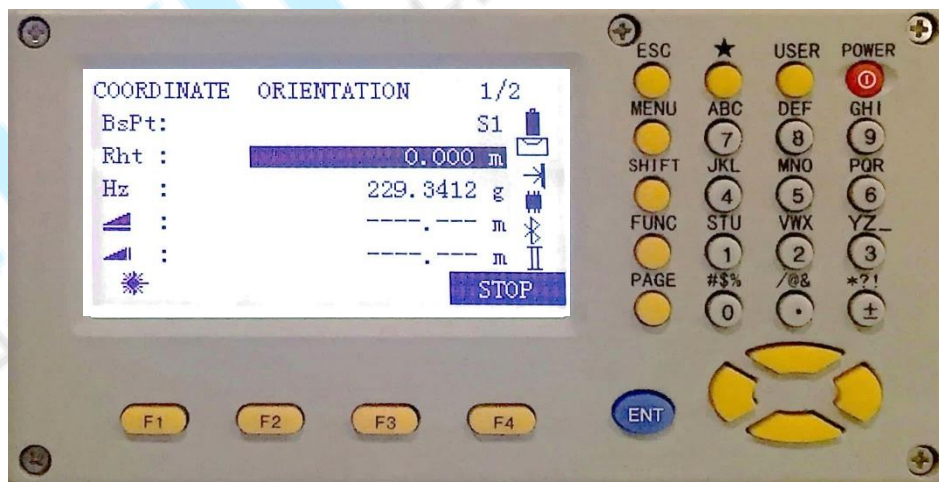 COORDINATE ORIENTATION 1/2
BsPt: S1
Rht : 0.000 m
Hz : 229.3412 g
: ----.--- m
: ----.--- m
STOP
ESC ★ USER POWER
MENU ABC DEF GHI
7 8 9
SHIFT JKL MNO PQR
4 5 6
FUNC STU VWX YZ_
1 2 3
PAGE #$% /@& *?!
0 . ±
F1 F2 F3 F4 ENT